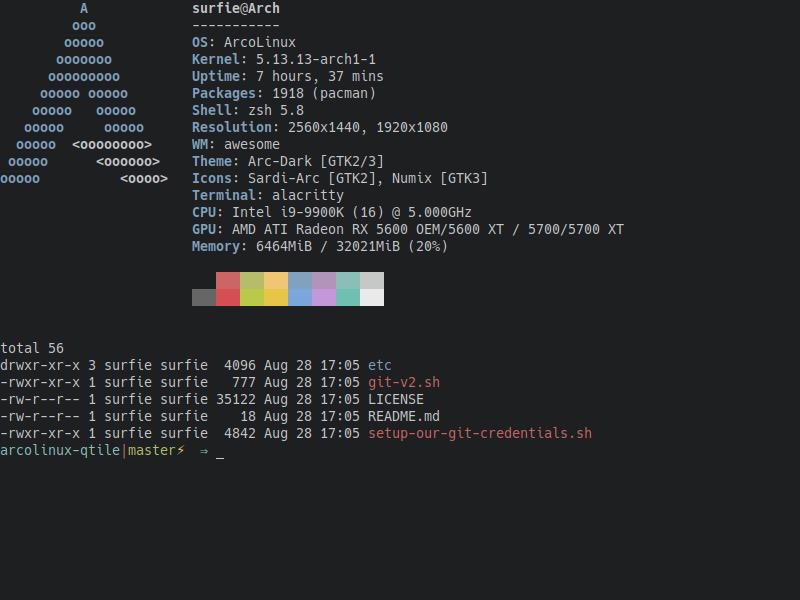 A surfie@Arch
ooo -----------
ooooo OS: ArcoLinux
ooooooo Kernel: 5.13.13-arch1-1
ooooooooo Uptime: 7 hours, 37 mins
ooooo ooooo Packages: 1918 (pacman)
ooooo ooooo Shell: zsh 5.8
ooooo ooooo Resolution: 2560x1440, 1920x1080
ooooo <oooooooo> WM: awesome
ooooo <oooooo> Theme: Arc-Dark [GTK2/3]
ooooo <oooo> Icons: Sardi-Arc [GTK2], Numix [GTK3]
Terminal: alacritty
CPU: Intel i9-9900K (16) @ 5.000GHz
GPU: AMD ATI Radeon RX 5600 OEM/5600 XT / 5700/5700 XT
Memory: 6464MiB / 32021MiB (20%)
total 56
drwxr-xr-x 3 surfie surfie  4096 Aug 28 17:05 etc
-rwxr-xr-x 1 surfie surfie   777 Aug 28 17:05 git-v2.sh
-rw-r--r-- 1 surfie surfie 35122 Aug 28 17:05 LICENSE
-rw-r--r-- 1 surfie surfie    18 Aug 28 17:05 README.md
-rwxr-xr-x 1 surfie surfie  4842 Aug 28 17:05 setup-our-git-credentials.sh
arcolinux-qtile|master⚡ ⇒ _